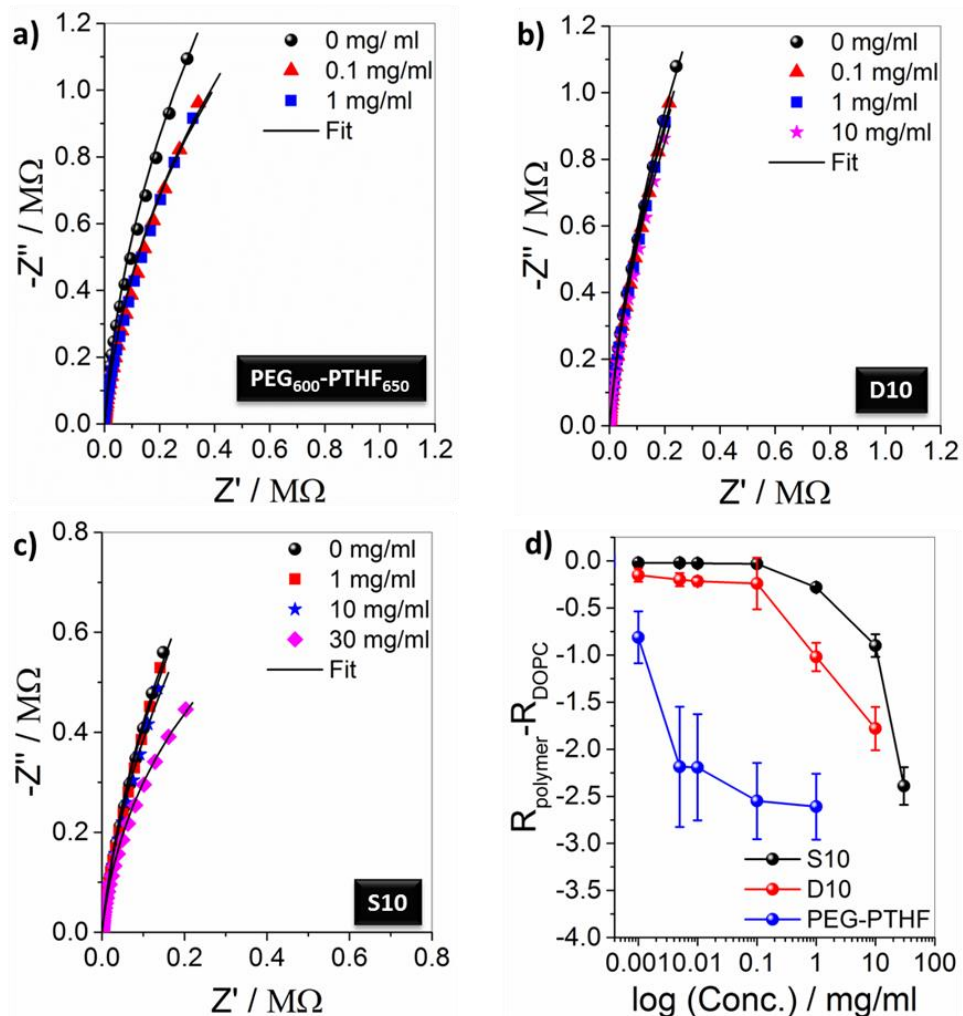 a)
0 mg/ ml
0.1 mg/ml
1 mg/ml
Fit
1.2
1.0
0.8
0.6
0.4
0.2
0.0
-Z'' / MΩ
PEG600-PTHF650
0.0 0.2 0.4 0.6 0.8 1.0 1.2
Z' / MΩ
b)
0 mg/ml
0.1 mg/ml
1 mg/ml
10 mg/ml
Fit
1.2
1.0
0.8
0.6
0.4
0.2
0.0
-Z'' / MΩ
D10
0.0 0.2 0.4 0.6 0.8 1.0 1.2
Z' / MΩ
c)
0 mg/ml
1 mg/ml
10 mg/ml
30 mg/ml
Fit
0.8
0.6
0.4
0.2
0.0
-Z'' / MΩ
S10
0.0 0.2 0.4 0.6 0.8
Z' / MΩ
d)
0.0
-0.5
-1.0
-1.5
-2.0
-2.5
-3.0
-3.5
-4.0
Rpolymer-RDOPC
S10
D10
PEG-PTHF
0.001 0.01 0.1 1 10 100
log (Conc.) / mg/ml